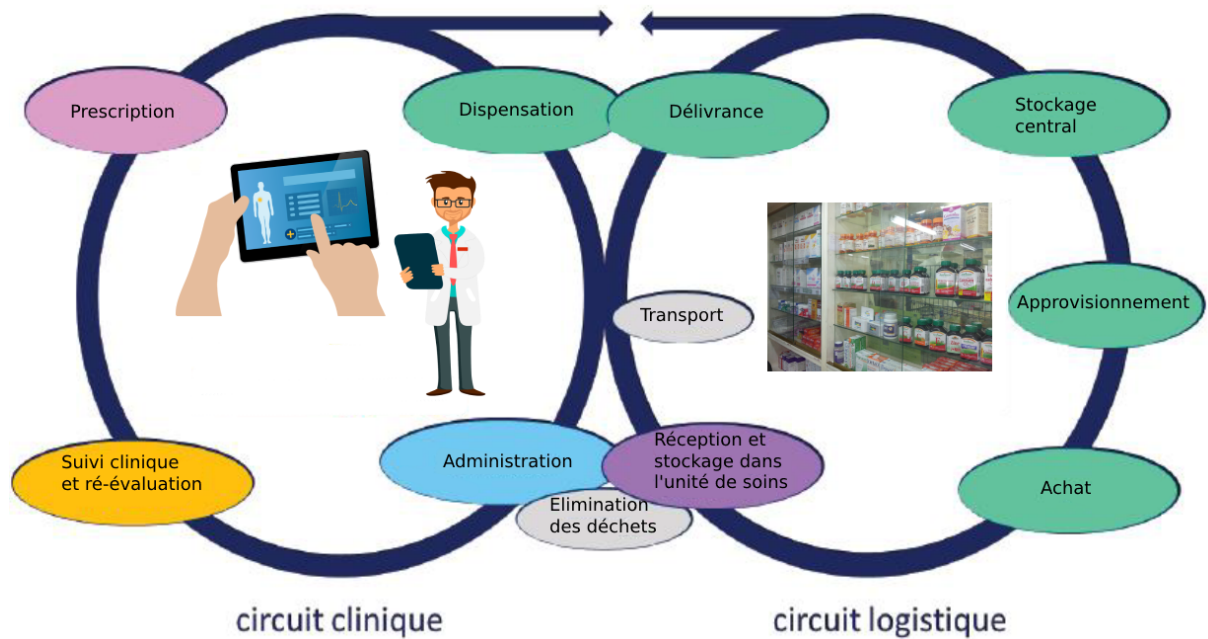 Prescription
Dispensation
Délivrance
Stockage
central
Transport
Approvisionnement
Suivi clinique
et ré-évaluation
Administration
Réception et
stockage dans
l'unité de soins
Elimination
des déchets
Achat
circuit clinique
circuit logistique